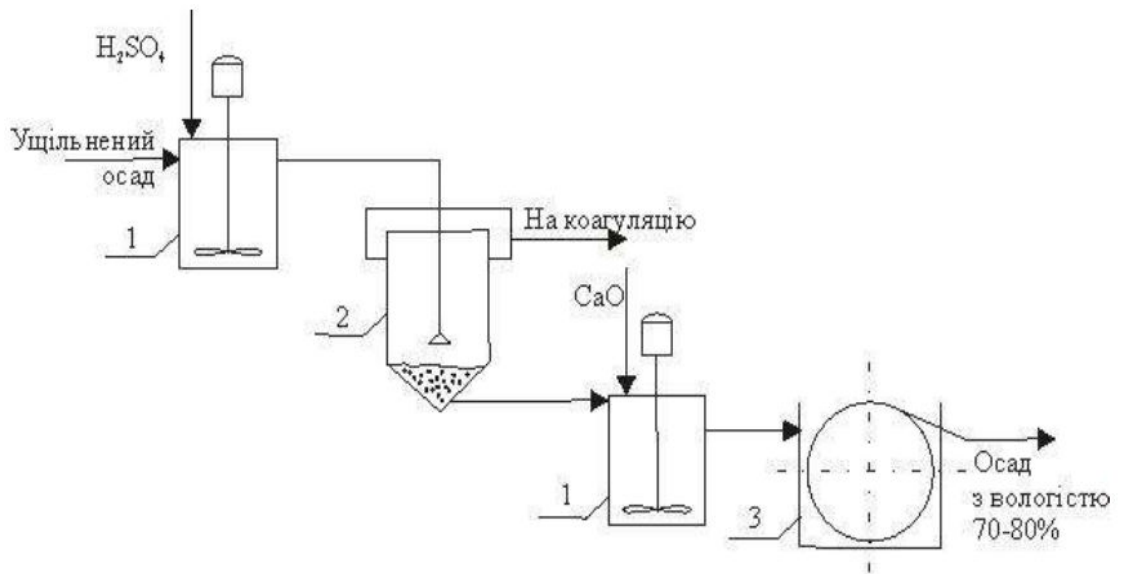 H₂SO₄
Ущільнений
осад
1
На коагуляцію
2
CaO
1
3
Осад
з вологістю
70-80%